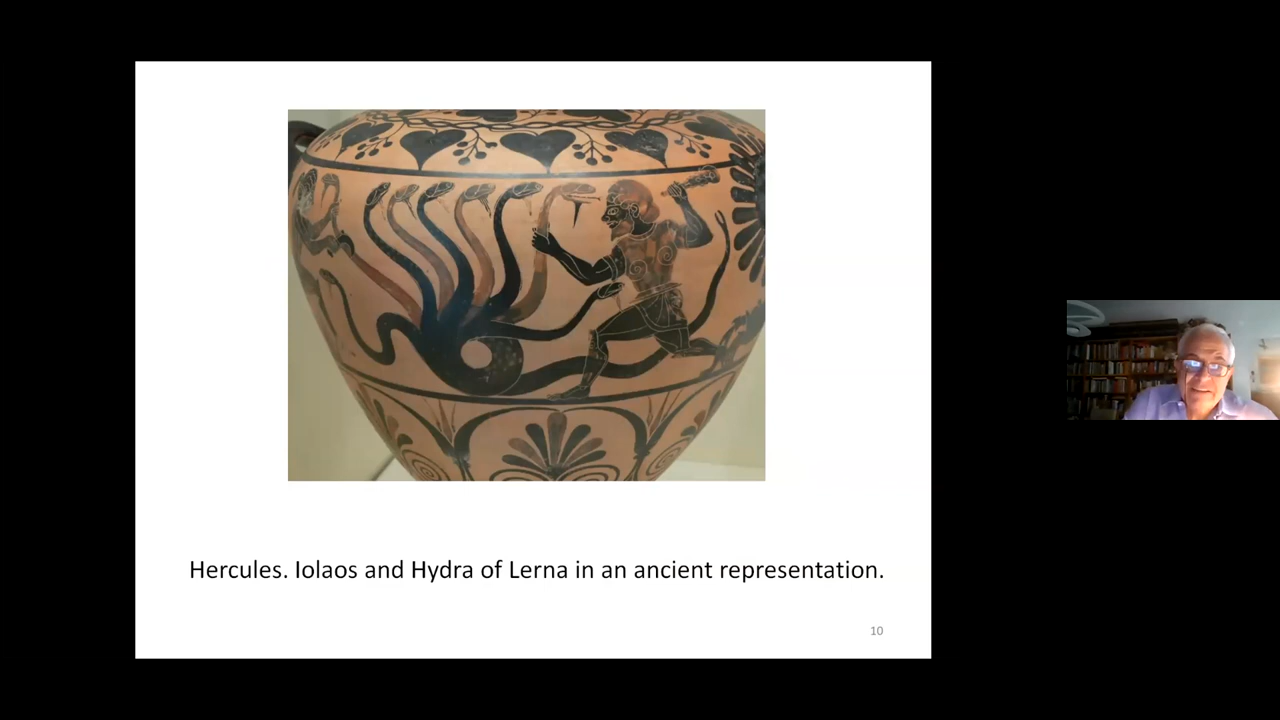 Hercules. Iolaos and Hydra of Lerna in an ancient representation.
10